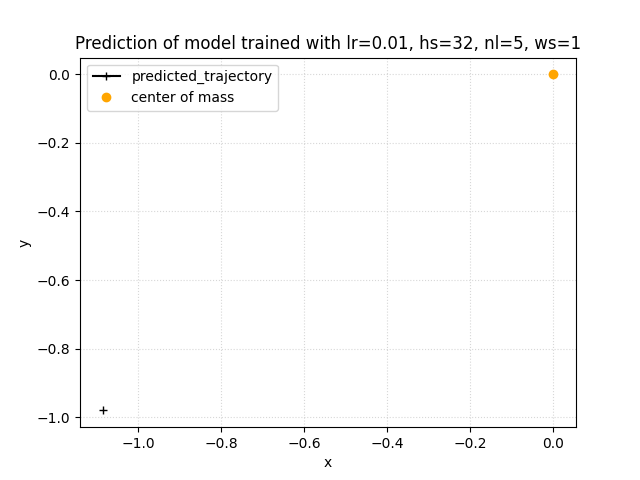 Prediction of model trained with lr=0.01, hs=32, nl=5, ws=1
predicted_trajectory
center of mass
0.0
−0.2
−0.4
−0.6
−0.8
−1.0
y
−1.0 −0.8 −0.6 −0.4 −0.2 0.0
x